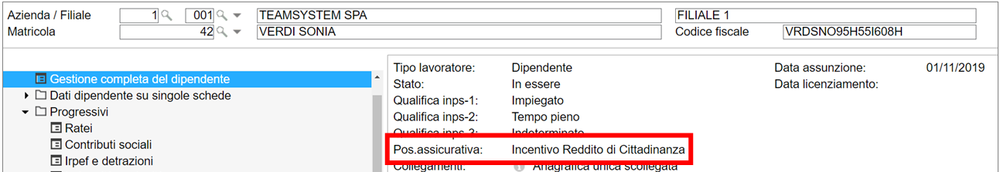 Azienda / Filiale 1 001 TEAMSYSTEM SPA FILIALE 1
Matricola 42 VERDI SONIA Codice fiscale VRDSNO95H55I608H
Gestione completa del dipendente
Dati dipendente su singole schede
Progressivi
Ratei
Contributi sociali
Irpef e detrazioni
Tipo lavoratore: Dipendente Data assunzione: 01/11/2019
Stato: In essere Data licenziamento:
Qualifica inps-1: Impiegato
Qualifica inps-2: Tempo pieno
Qualifica inps-3: Indeterminato
Pos.assicurativa: Incentivo Reddito di Cittadinanza
Collegamenti: Anagrafica unica scollegata